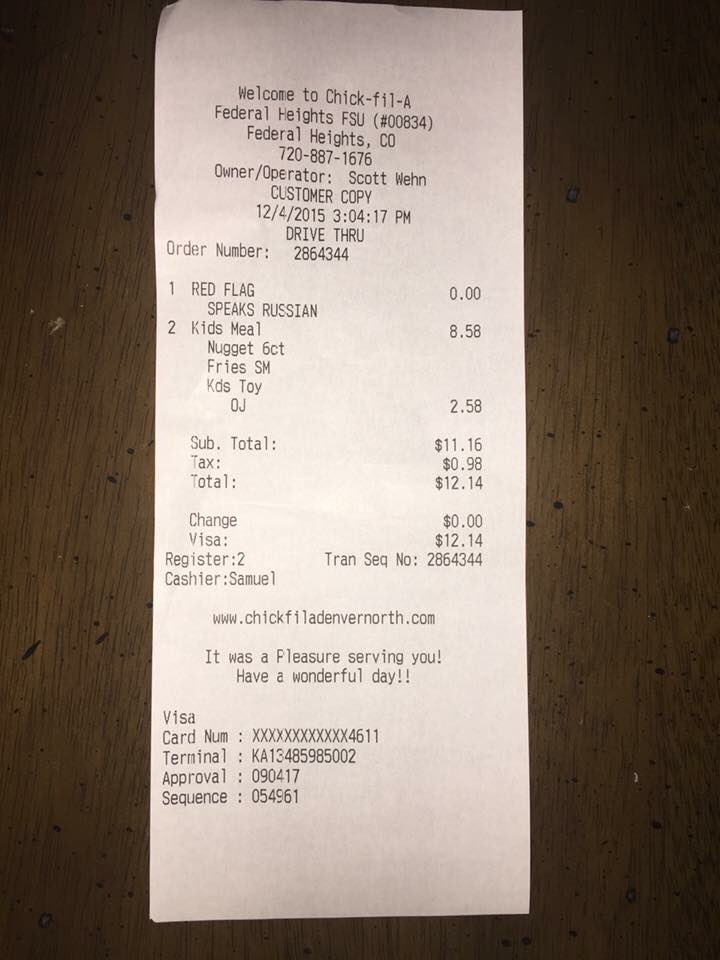 Welcome to Chick-fil-A
Federal Heights FSU (#00834)
Federal Heights, CO
720-887-1676
Owner/Operator: Scott Wehn
CUSTOMER COPY
12/4/2015 3:04:17 PM
DRIVE THRU
Order Number: 2864344
1 RED FLAG 0.00
SPEAKS RUSSIAN
2 Kids Meal 8.58
Nugget 6ct
Fries SM
Kds Toy
OJ 2.58
Sub. Total: $11.16
Tax: $0.98
Total: $12.14
Change $0.00
Visa: $12.14
Register:2 Tran Seq No: 2864344
Cashier:Samuel
www.chickfiladenvernorth.com
It was a Pleasure serving you!
Have a wonderful day!!
Visa
Card Num : XXXXXXXXXXXX4611
Terminal : KA13485985002
Approval : 090417
Sequence : 054961